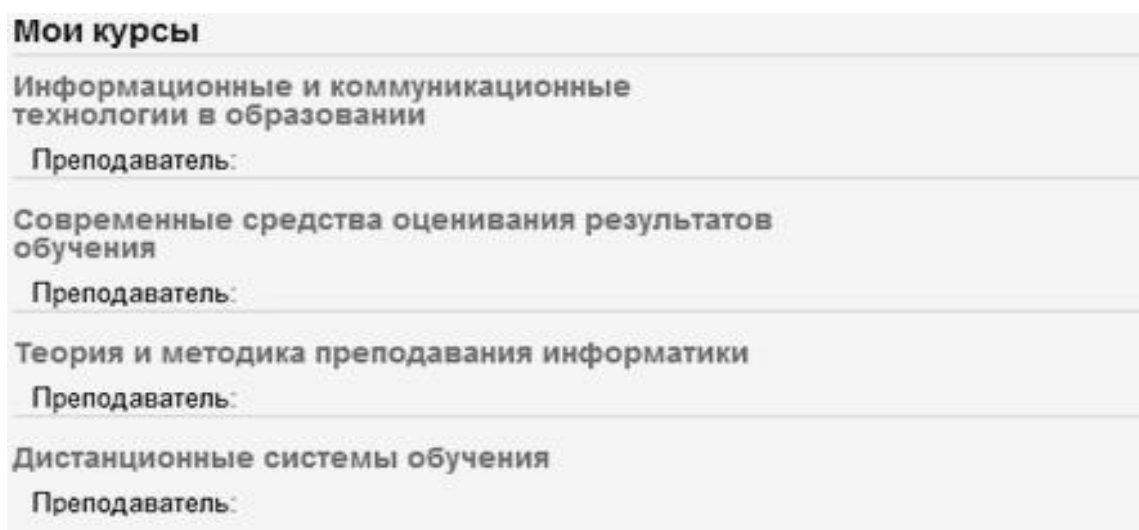 Мои курсы
Информационные и коммуникационные
технологии в образовании
Преподаватель:
Современные средства оценивания результатов
обучения
Преподаватель:
Теория и методика преподавания информатики
Преподаватель:
Дистанционные системы обучения
Преподаватель: